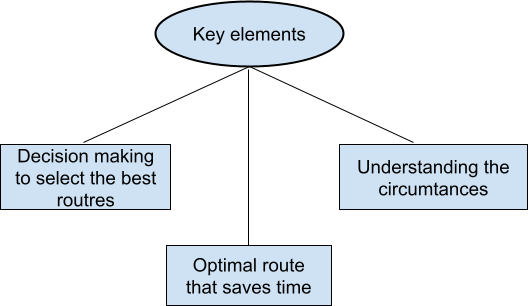 Key elements
Decision making
to select the best
routres
Understanding the
circumtances
Optimal route
that saves time